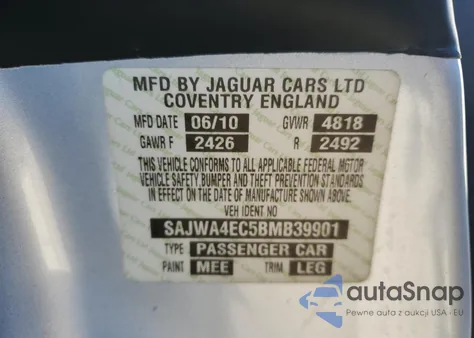 MFD BY JAGUAR CARS LTD
COVENTRY ENGLAND
MFD DATE 06/10 GVWR 4818
GAWR F 2426 R 2492
THIS VEHICLE CONFORMS TO ALL APPLICABLE FEDERAL MOTOR
VEHICLE SAFETY, BUMPER AND THEFT PREVENTION STANDARDS
IN EFFECT ON THE DATE OF MANUFACTURE SHOWN ABOVE.
VEH IDENT NO
SAJWA4EC5BMB39901
TYPE PASSENGER CAR
PAINT MEE TRIM LEG
autoSnap
Pewne auta z aukcji USA - EU